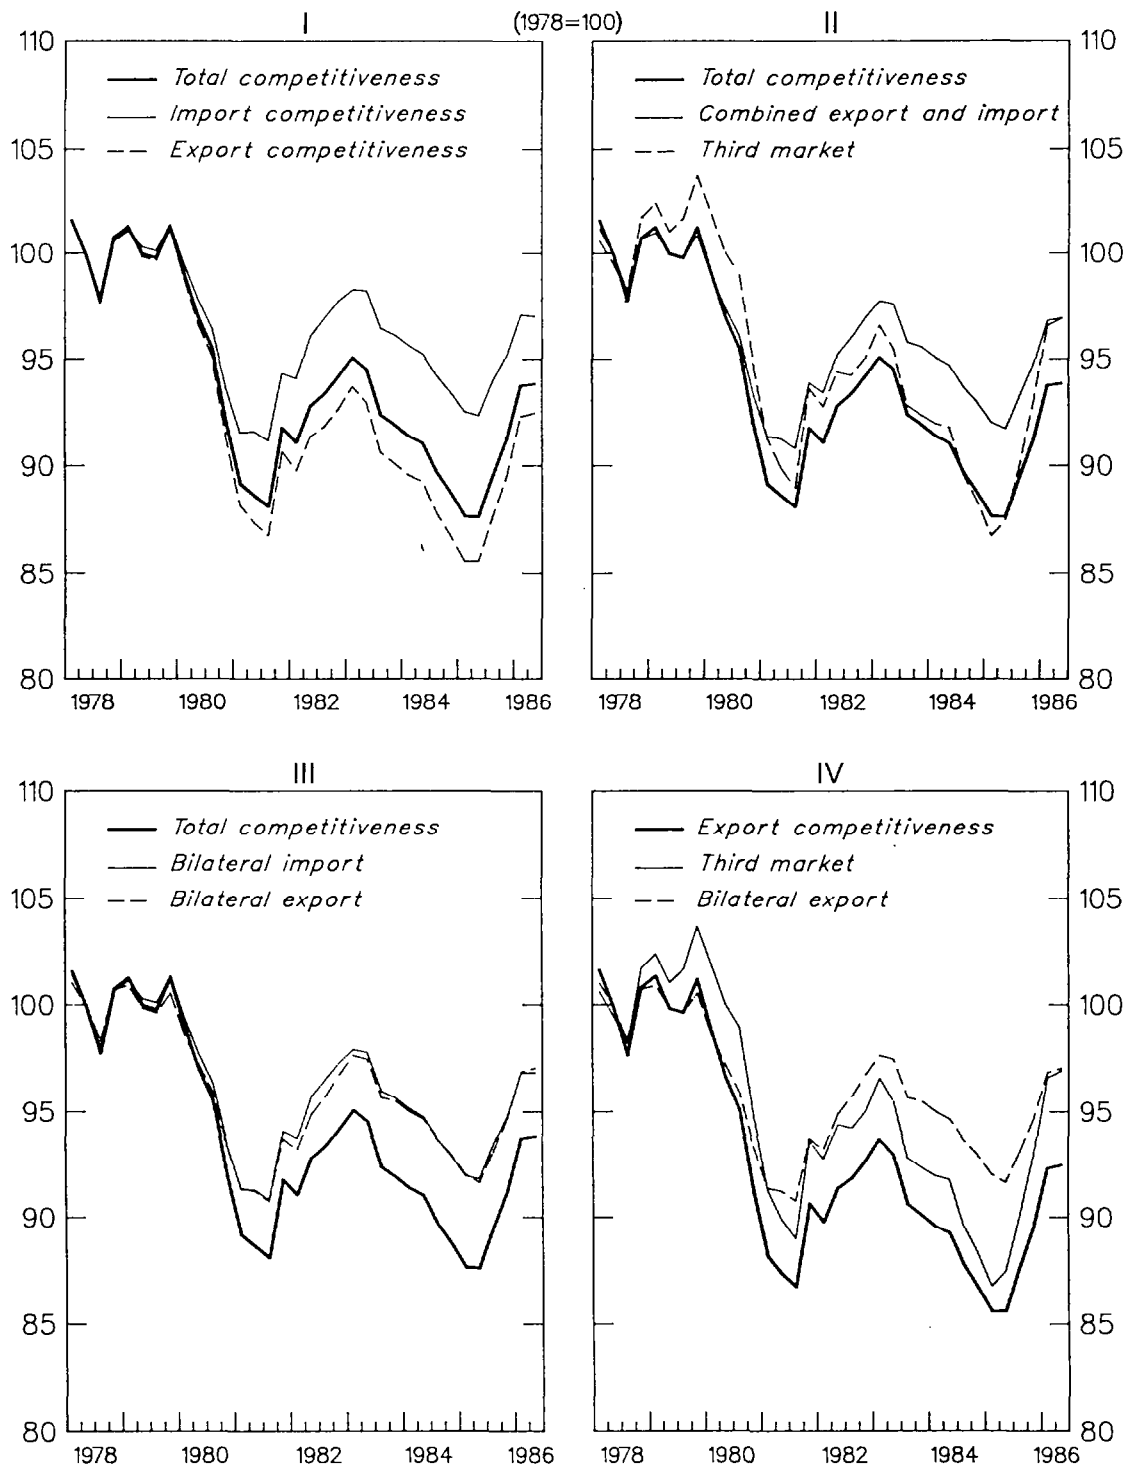 I (1978=100) II
110 110
Total competitiveness Total competitiveness
Import competitiveness Combined export and import
Export competitiveness Third market
105 105
100 100
95 95
90 90
85 85
80 80
1978 1980 1982 1984 1986 1978 1980 1982 1984 1986
III IV
110 110
Total competitiveness Export competitiveness
Bilateral import Third market
Bilateral export Bilateral export
105 105
100 100
95 95
90 90
85 85
80 80
1978 1980 1982 1984 1986 1978 1980 1982 1984 1986